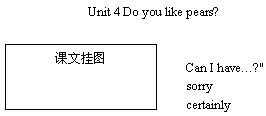 Unit 4 Do you like pears?
课文挂图
Can I have…?"
sorry
certainly